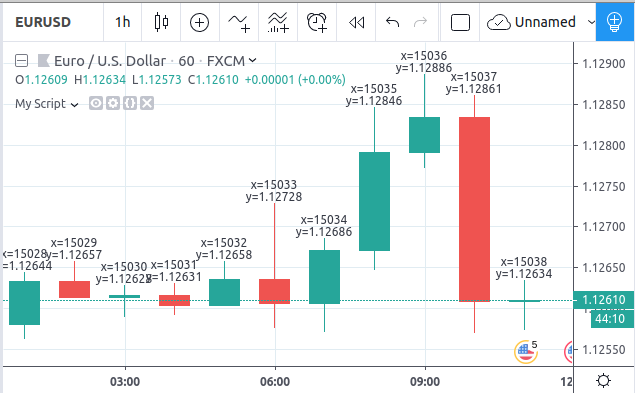 EURUSD 1h Unnamed
Euro / U.S. Dollar · 60 · FXCM
O1.12609 H1.12634 L1.12573 C1.12610 +0.00001 (+0.00%)
My Script
x=15028
y=1.12644
x=15029
y=1.12657
x=15030
y=1.12628
x=15031
y=1.12631
x=15032
y=1.12658
x=15033
y=1.12728
x=15034
y=1.12686
x=15035
y=1.12846
x=15036
y=1.12886
x=15037
y=1.12861
x=15038
y=1.12634
5
1.12900
1.12850
1.12800
1.12750
1.12700
1.12650
1.12610
44:10
1.12550
03:00 06:00 09:00 12